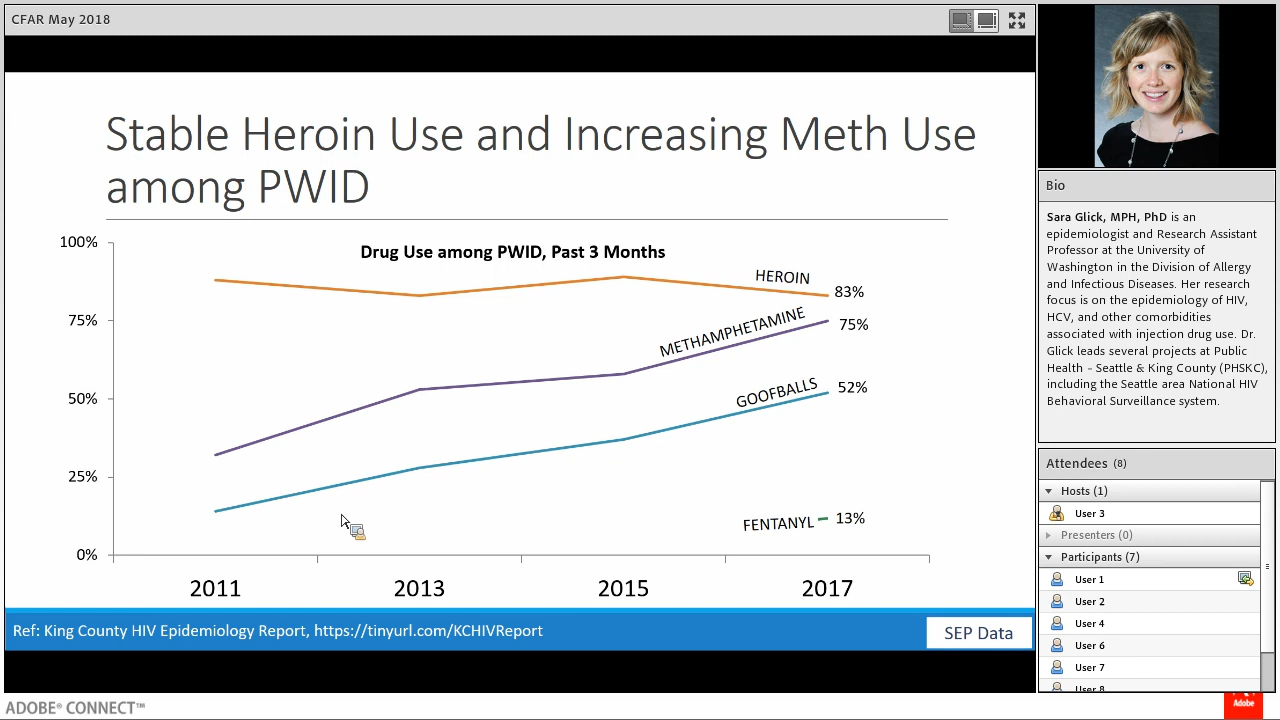 CFAR May 2018
Stable Heroin Use and Increasing Meth Use
among PWID
Drug Use among PWID, Past 3 Months
100%
75%
50%
25%
0%
HEROIN
83%
METHAMPHETAMINE
75%
GOOFBALLS
52%
FENTANYL
13%
2011
2013
2015
2017
Ref: King County HIV Epidemiology Report, https://tinyurl.com/KCHIVReport
SEP Data
Bio
Sara Glick, MPH, PhD is an
epidemiologist and Research Assistant
Professor at the University of
Washington in the Division of Allergy
and Infectious Diseases. Her research
focus is on the epidemiology of HIV,
HCV, and other comorbidities
associated with injection drug use. Dr.
Glick leads several projects at Public
Health - Seattle & King County (PHSKC),
including the Seattle area National HIV
Behavioral Surveillance system.
Attendees (8)
Hosts (1)
User 3
Presenters (0)
Participants (7)
User 1
User 2
User 4
User 6
User 7
User 8
ADOBE® CONNECT™
Adobe